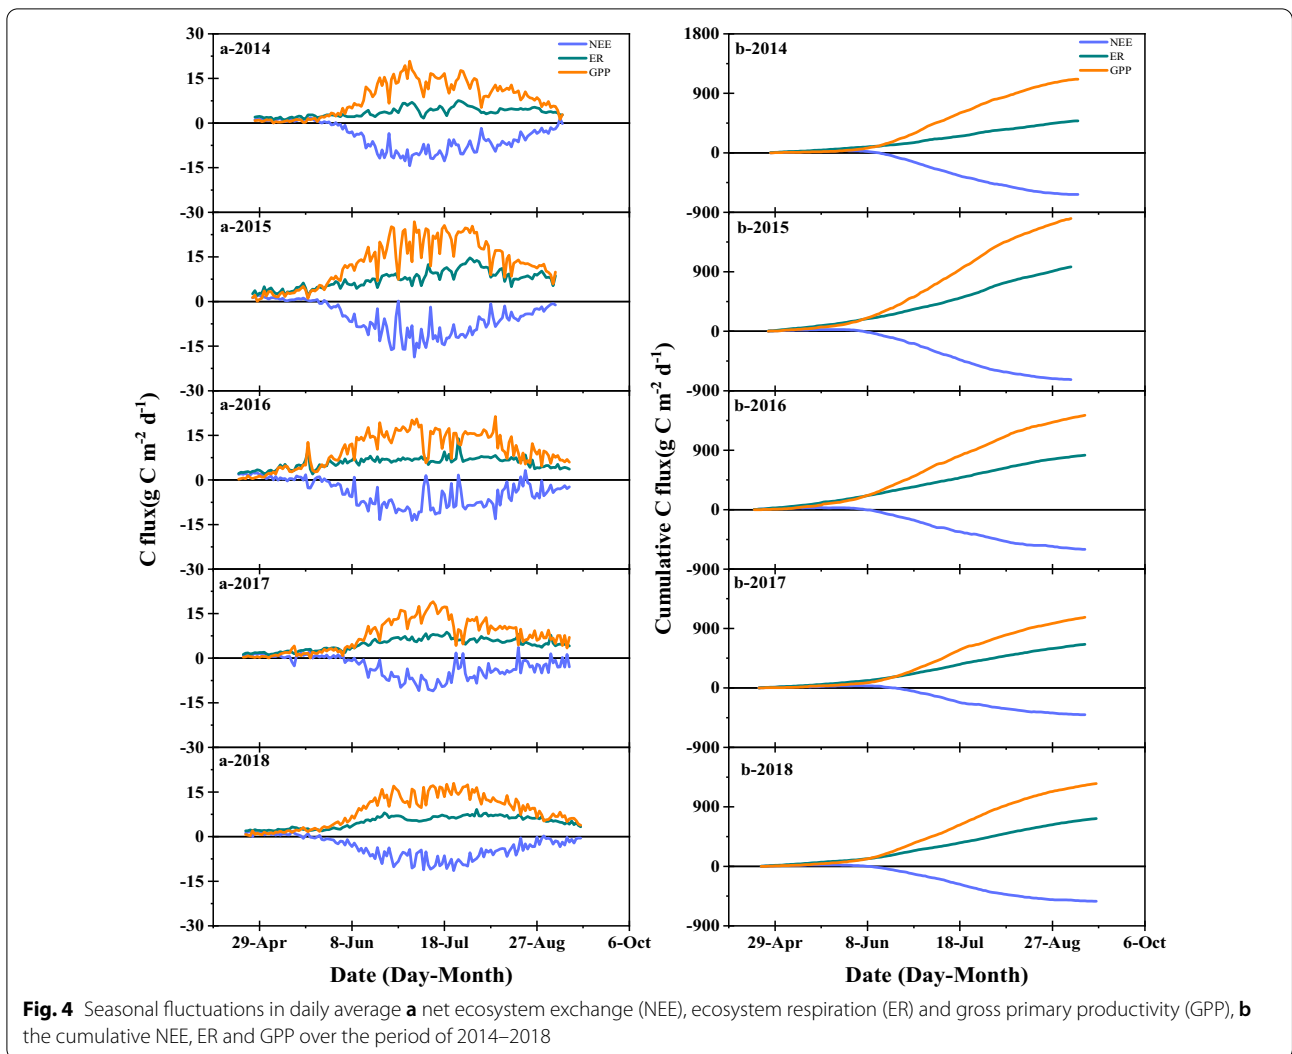 a-2014
NEE
ER
GPP
30
15
0
-15
-30
a-2015
15
0
-15
-30
a-2016
15
0
-15
-30
a-2017
15
0
-15
-30
a-2018
15
0
-15
-30
29-Apr 8-Jun 18-Jul 27-Aug 6-Oct
C flux(g C m-2 d-1)
Date (Day-Month)
b-2014
NEE
ER
GPP
1800
900
0
-900
b-2015
900
0
-900
b-2016
900
0
-900
b-2017
900
0
-900
b-2018
900
0
-900
29-Apr 8-Jun 18-Jul 27-Aug 6-Oct
Cumulative C flux(g C m-2 d-1)
Date (Day-Month)
Fig. 4 Seasonal fluctuations in daily average a net ecosystem exchange (NEE), ecosystem respiration (ER) and gross primary productivity (GPP), b
the cumulative NEE, ER and GPP over the period of 2014–2018